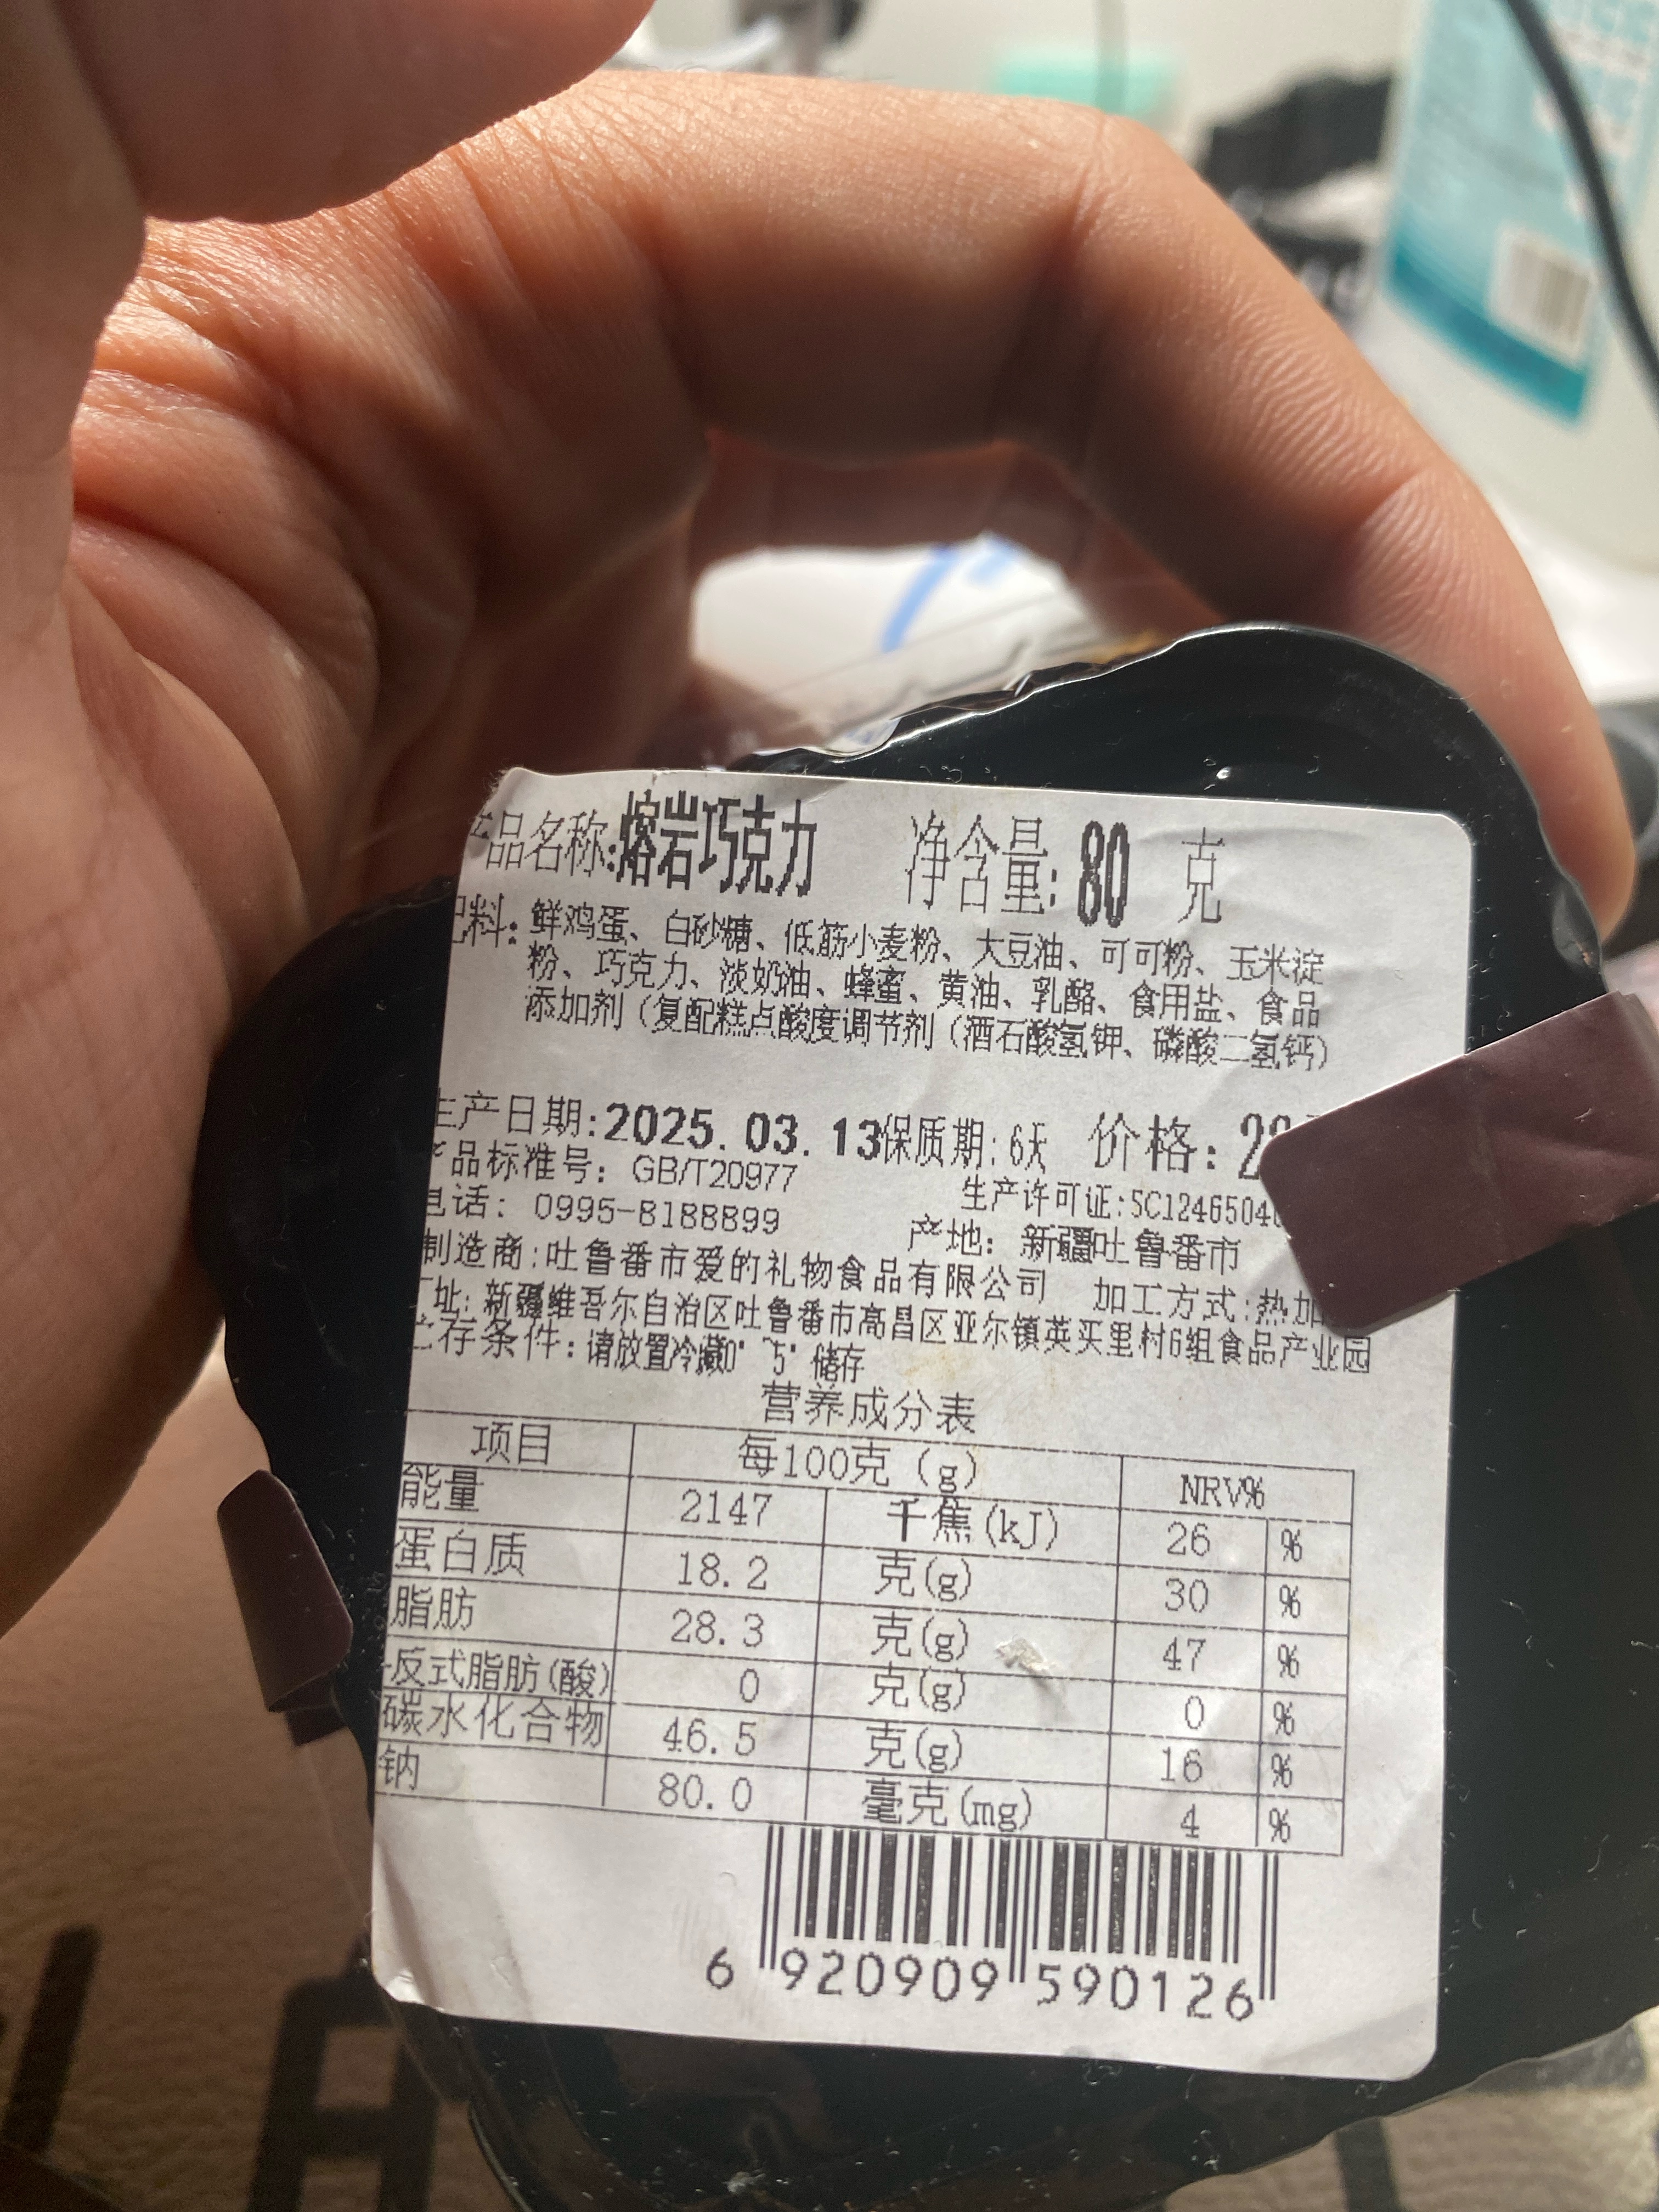 产品名称:熔岩巧克力 净含量: 80 克
配料: 鲜鸡蛋、白砂糖、低筋小麦粉、大豆油、可可粉、玉米淀
粉、巧克力、淡奶油、蜂蜜、黄油、乳酪、食用盐、食品
添加剂（复配糕点酸度调节剂（酒石酸氢钾、磷酸二氢钙）
生产日期:2025.03.13保质期:6天 价格:
产品标准号: GB/T20977
生产许可证:SC1246504
电话: 0995-8188899
产地: 新疆吐鲁番市
制造商:吐鲁番市爱的礼物食品有限公司 加工方式:热加
厂址: 新疆维吾尔自治区吐鲁番市高昌区亚尔镇英买里村6组食品产业园
贮存条件: 请放置冷藏0°~5°储存
营养成分表
项目 每100克（g） NRV%
能量 2147 千焦(kJ) 26 %
蛋白质 18.2 克(g) 30 %
脂肪 28.3 克(g) 47 %
-反式脂肪(酸) 0 克(g) 0 %
碳水化合物 46.5 克(g) 16 %
钠 80.0 毫克(mg) 4 %
6 920909 590126